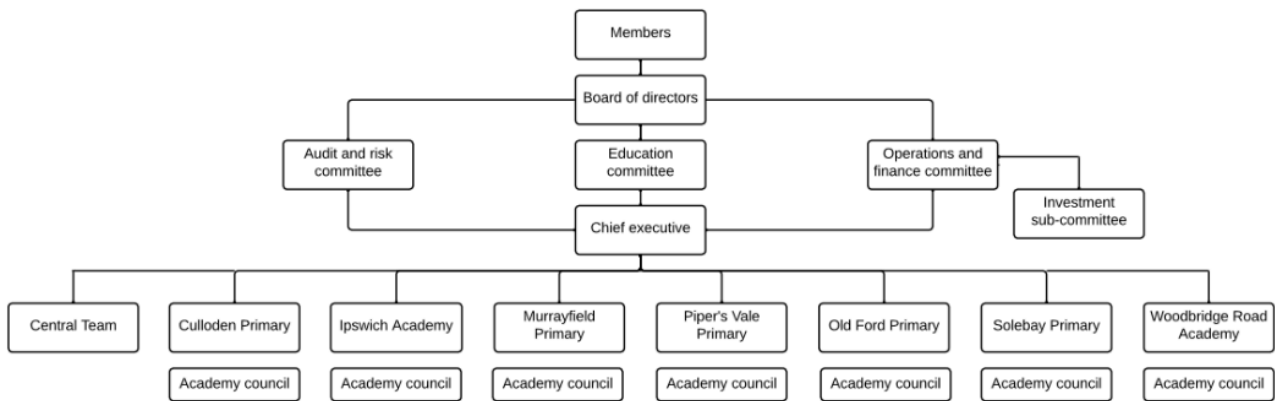 Members
Board of directors
Audit and risk
committee
Education
committee
Operations and
finance committee
Investment
sub-committee
Chief executive
Central Team
Culloden Primary
Ipswich Academy
Murrayfield
Primary
Piper's Vale
Primary
Old Ford Primary
Solebay Primary
Woodbridge Road
Academy
Academy council
Academy council
Academy council
Academy council
Academy council
Academy council
Academy council